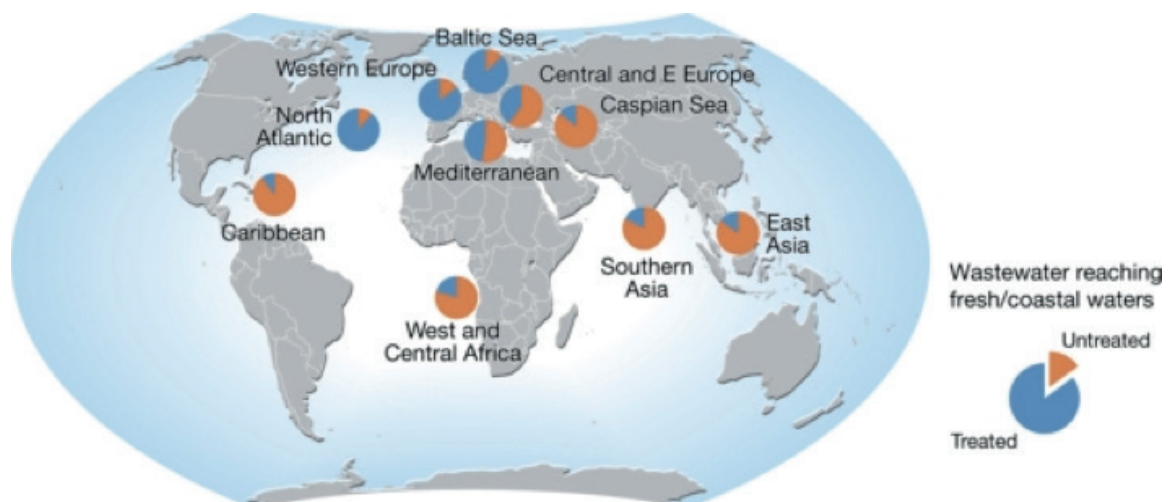 Baltic Sea
Western Europe
Central and E Europe
Caspian Sea
North
Atlantic
Mediterranean
Caribbean
East
Asia
Southern
Asia
West and
Central Africa
Wastewater reaching
fresh/coastal waters
Untreated
Treated